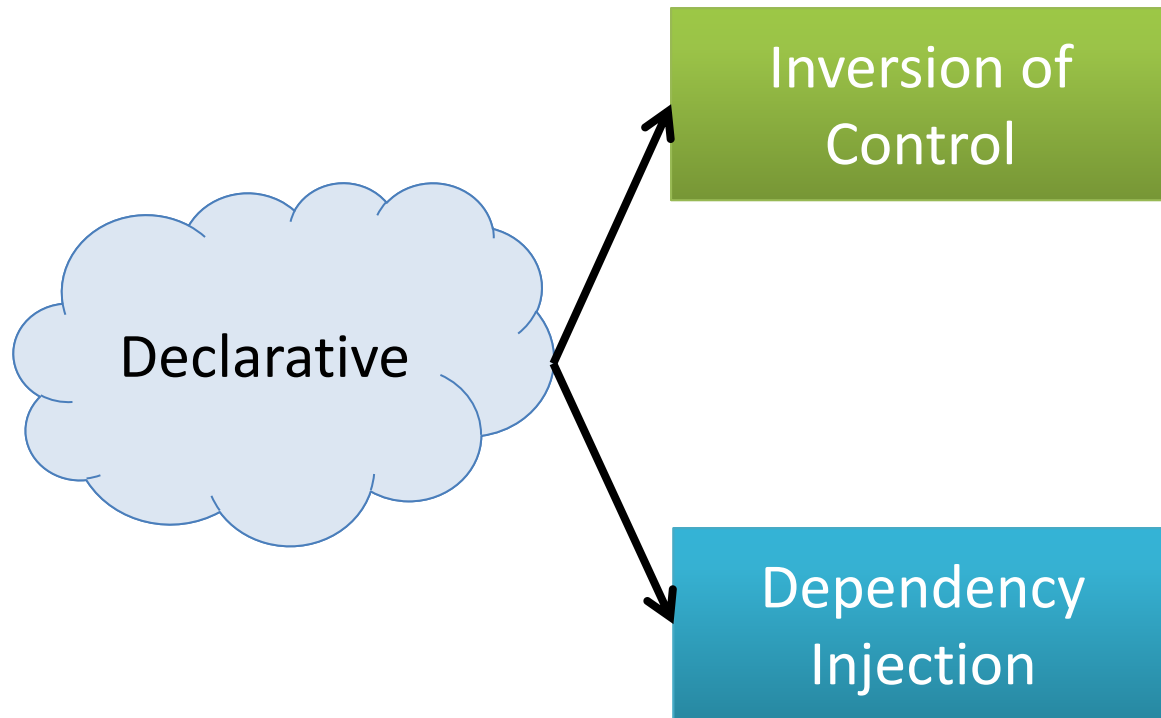 Inversion of
Control
Declarative
Dependency
Injection